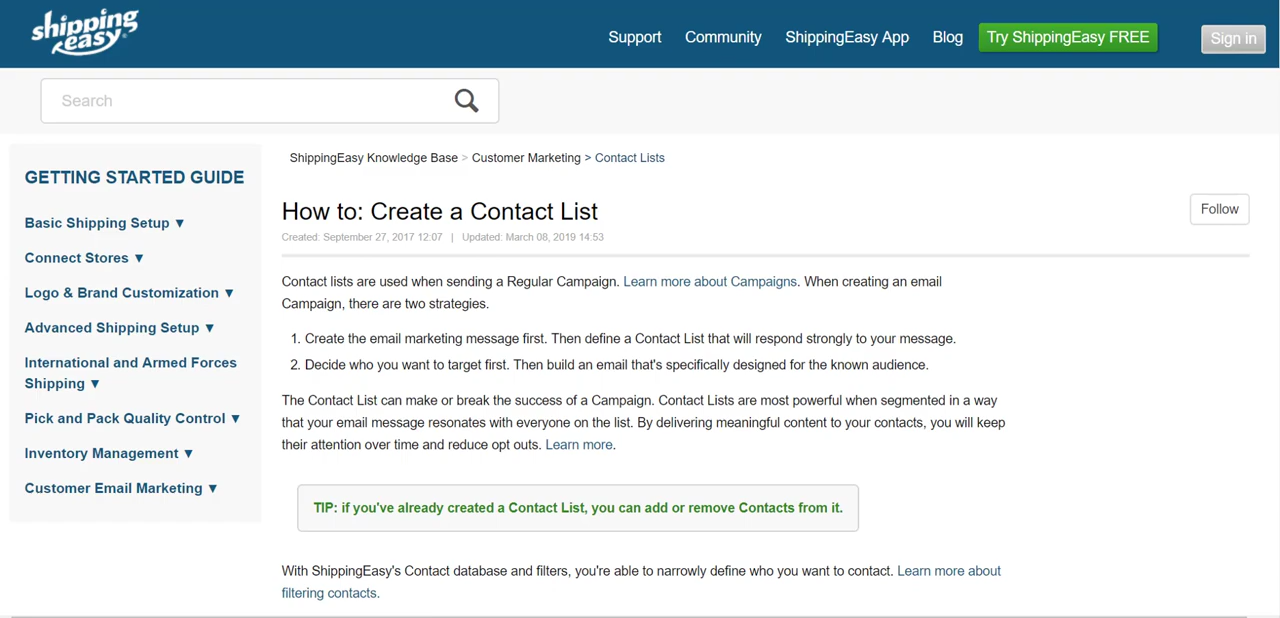 shipping
easy
Support Community ShippingEasy App Blog Try ShippingEasy FREE Sign in
Search
GETTING STARTED GUIDE
Basic Shipping Setup ▼
Connect Stores ▼
Logo & Brand Customization ▼
Advanced Shipping Setup ▼
International and Armed Forces
Shipping ▼
Pick and Pack Quality Control ▼
Inventory Management ▼
Customer Email Marketing ▼
ShippingEasy Knowledge Base > Customer Marketing > Contact Lists
How to: Create a Contact List
Follow
Created: September 27, 2017 12:07 | Updated: March 08, 2019 14:53
Contact lists are used when sending a Regular Campaign. Learn more about Campaigns. When creating an email
Campaign, there are two strategies.
1. Create the email marketing message first. Then define a Contact List that will respond strongly to your message.
2. Decide who you want to target first. Then build an email that's specifically designed for the known audience.
The Contact List can make or break the success of a Campaign. Contact Lists are most powerful when segmented in a way
that your email message resonates with everyone on the list. By delivering meaningful content to your contacts, you will keep
their attention over time and reduce opt outs. Learn more.
TIP: if you've already created a Contact List, you can add or remove Contacts from it.
With ShippingEasy's Contact database and filters, you're able to narrowly define who you want to contact. Learn more about
filtering contacts.